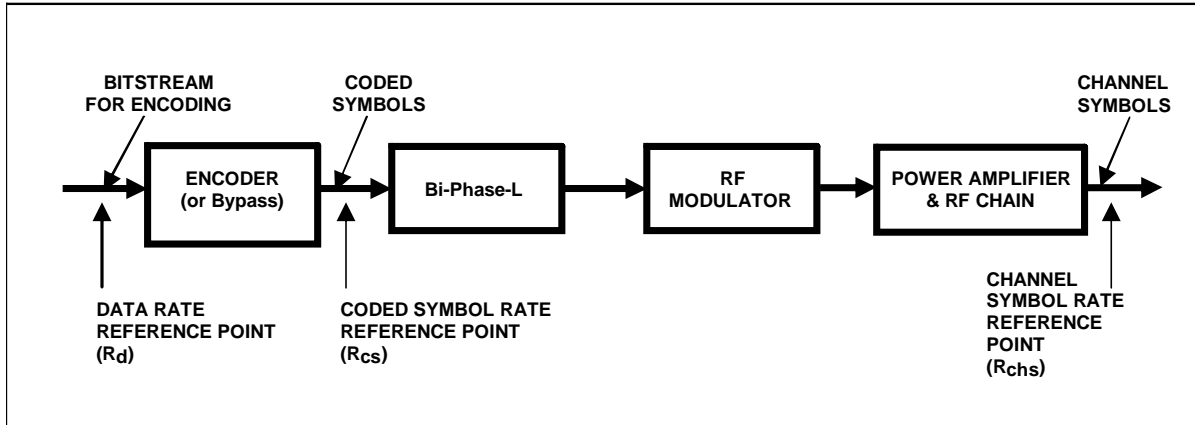 BITSTREAM
FOR ENCODING
CODED
SYMBOLS
CHANNEL
SYMBOLS
ENCODER
(or Bypass)
Bi-Phase-L
RF
MODULATOR
POWER AMPLIFIER
& RF CHAIN
DATA RATE
REFERENCE POINT
(Rd)
CODED SYMBOL RATE
REFERENCE POINT
(Rcs)
CHANNEL
SYMBOL RATE
REFERENCE
POINT
(Rchs)